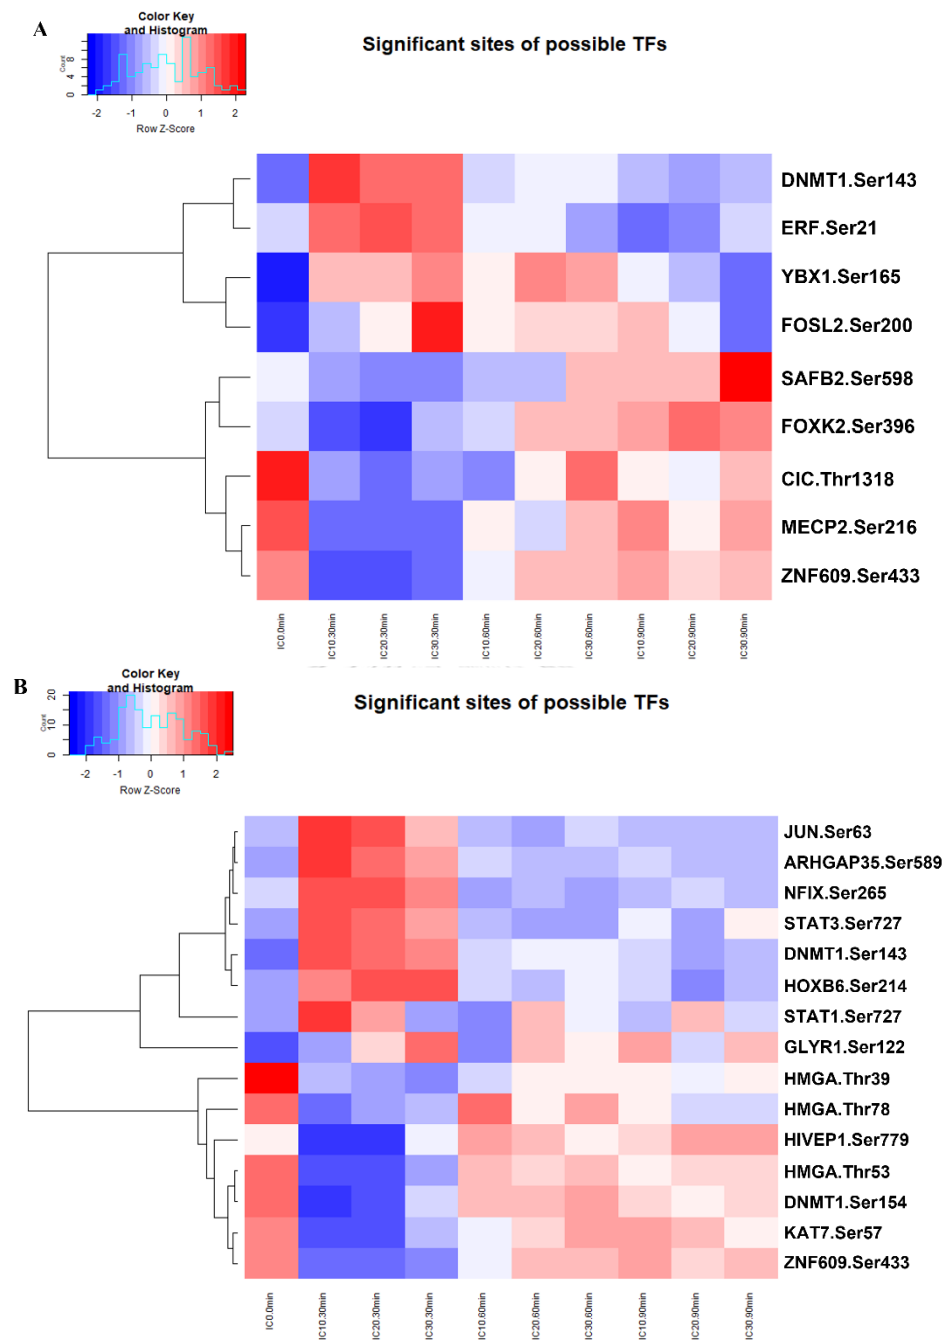 A
Color Key
and Histogram
Count
0 4 8
-2 -1 0 1 2
Row Z-Score
Significant sites of possible TFs
DNMT1.Ser143
ERF.Ser21
YBX1.Ser165
FOSL2.Ser200
SAFB2.Ser598
FOXK2.Ser396
CIC.Thr1318
MECP2.Ser216
ZNF609.Ser433
IC0.0min
IC10.30min
IC20.30min
IC30.30min
IC10.60min
IC20.60min
IC30.60min
IC10.90min
IC20.90min
IC30.90min
B
Color Key
and Histogram
Count
0 10 20
-2 -1 0 1 2
Row Z-Score
Significant sites of possible TFs
JUN.Ser63
ARHGAP35.Ser589
NFIX.Ser265
STAT3.Ser727
DNMT1.Ser143
HOXB6.Ser214
STAT1.Ser727
GLYR1.Ser122
HMGA.Thr39
HMGA.Thr78
HIVEP1.Ser779
HMGA.Thr53
DNMT1.Ser154
KAT7.Ser57
ZNF609.Ser433
IC0.0min
IC10.30min
IC20.30min
IC30.30min
IC10.60min
IC20.60min
IC30.60min
IC10.90min
IC20.90min
IC30.90min